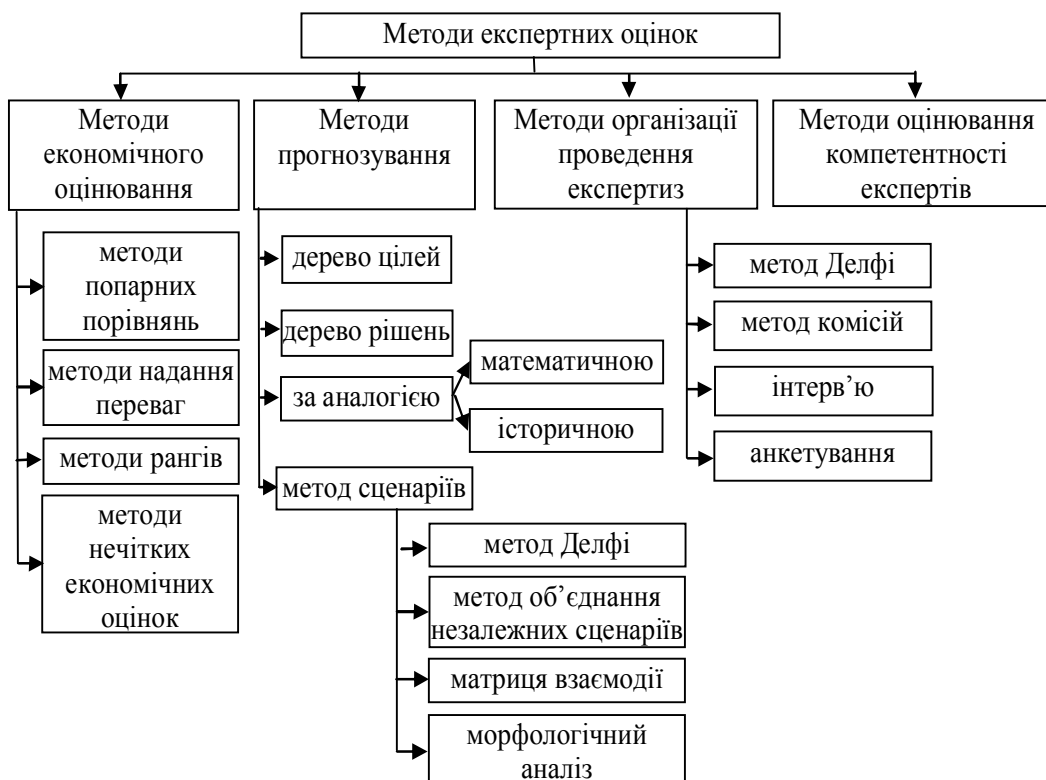 Методи експертних оцінок
Методи
економічного
оцінювання
Методи
прогнозування
Методи організації
проведення
експертиз
Методи оцінювання
компетентності
експертів
методи
попарних
порівнянь
методи надання
переваг
методи рангів
методи
нечітких
економічних
оцінок
дерево цілей
дерево рішень
за аналогією
математичною
історичною
метод сценаріїв
метод Делфі
метод об’єднання
незалежних сценаріїв
матриця взаємодії
морфологічний
аналіз
метод Делфі
метод комісій
інтерв’ю
анкетування